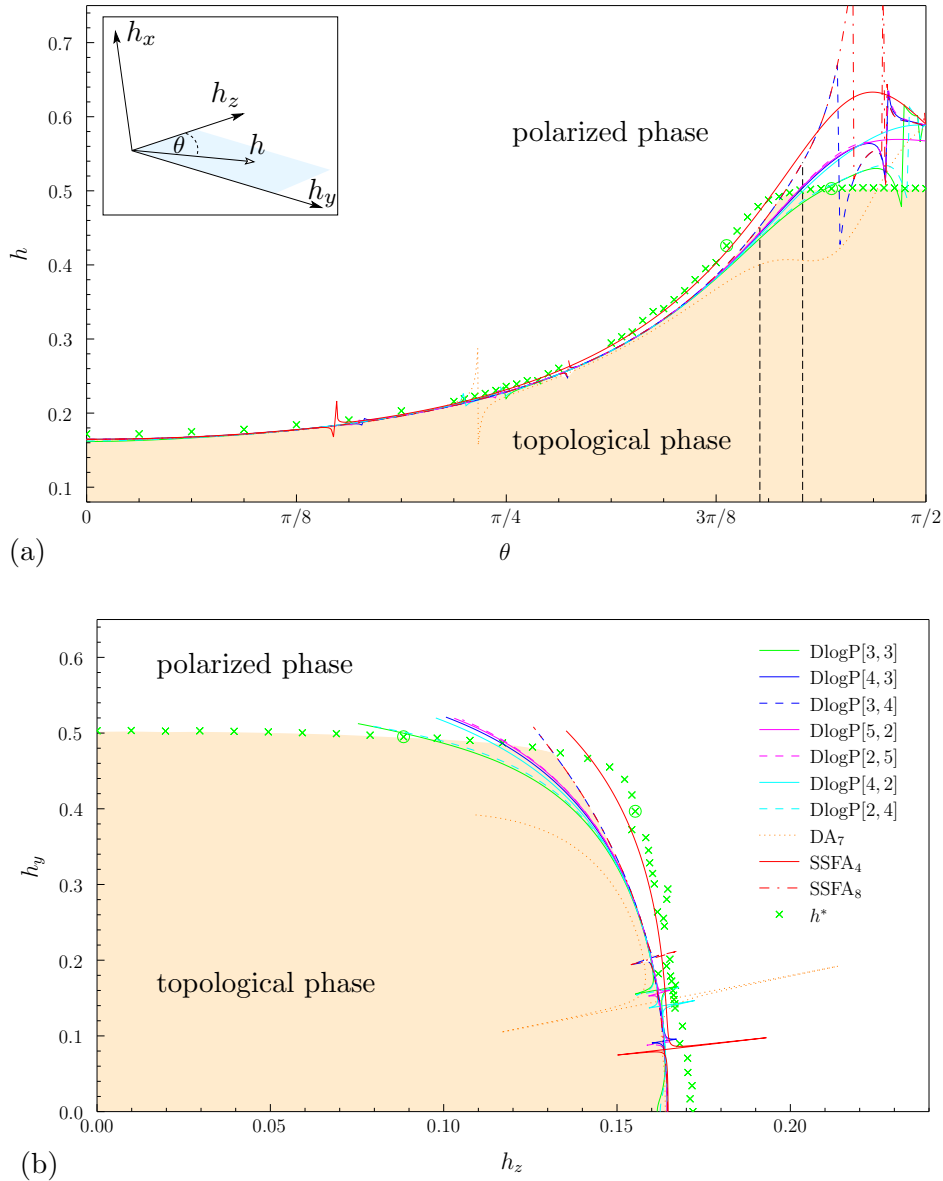 0.7
0.6
0.5
0.4
0.3
0.2
0.1
h
h_x
h_z
θ
h
h_y
polarized phase
topological phase
0
π/8
π/4
3π/8
π/2
θ
(a)
0.6
0.5
0.4
0.3
0.2
0.1
0.0
h_y
polarized phase
topological phase
DlogP[3, 3]
DlogP[4, 3]
DlogP[3, 4]
DlogP[5, 2]
DlogP[2, 5]
DlogP[4, 2]
DlogP[2, 4]
DA₇
SSFA₄
SSFA₈
h*
0.00
0.05
0.10
0.15
0.20
h_z
(b)